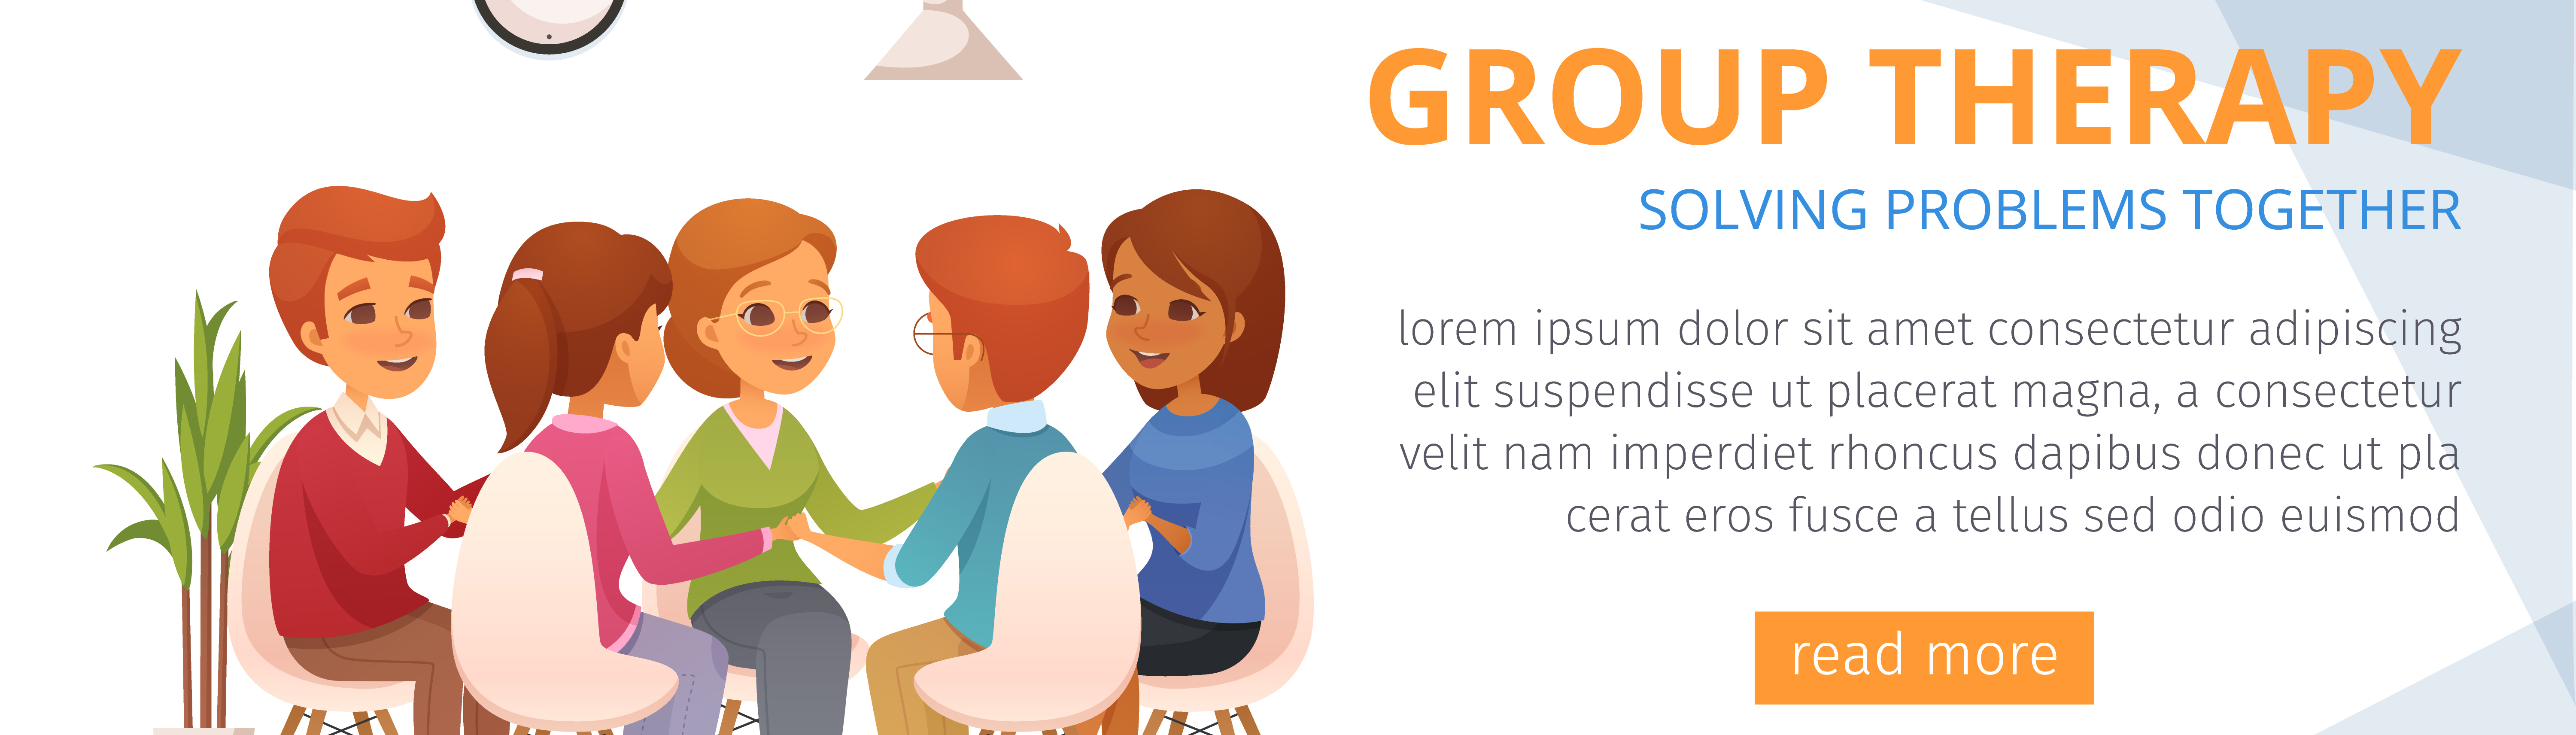 GROUP THERAPY
SOLVING PROBLEMS TOGETHER
lorem ipsum dolor sit amet consectetur adipiscing
elit suspendisse ut placerat magna, a consectetur
velit nam imperdiet rhoncus dapibus donec ut pla
cerat eros fusce a tellus sed odio euismod
read more